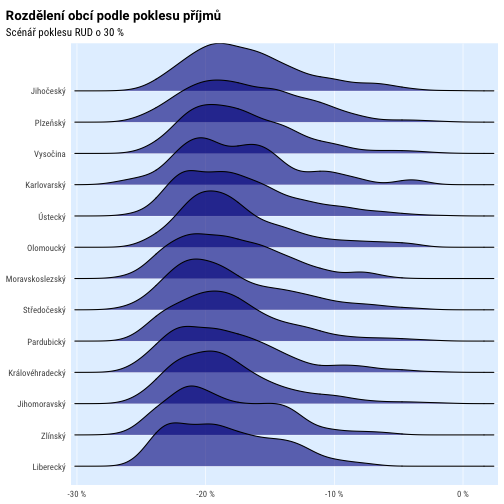 Rozdělení obcí podle poklesu příjmů
Scénář poklesu RUD o 30 %
Jihočeský
Plzeňský
Vysočina
Karlovarský
Ústecký
Olomoucký
Moravskoslezský
Středočeský
Pardubický
Královéhradecký
Jihomoravský
Zlínský
Liberecký
-30 %
-20 %
-10 %
0 %